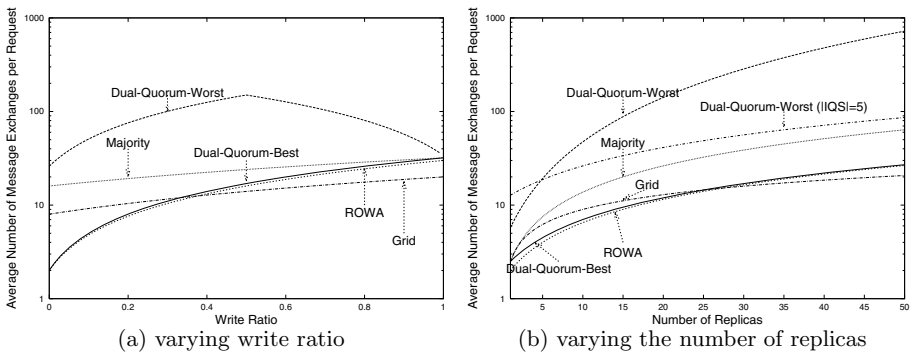 Average Number of Message Exchanges per Request
1000
100
10
1
0
0.2
0.4
0.6
0.8
1
Write Ratio
Dual-Quorum-Worst
Majority
Dual-Quorum-Best
ROWA
Grid
(a) varying write ratio
Average Number of Message Exchanges per Request
1000
100
10
1
5
10
15
20
25
30
35
40
45
50
Number of Replicas
Dual-Quorum-Worst
Dual-Quorum-Worst (|IQS|=5)
Majority
Grid
ROWA
Dual-Quorum-Best
(b) varying the number of replicas